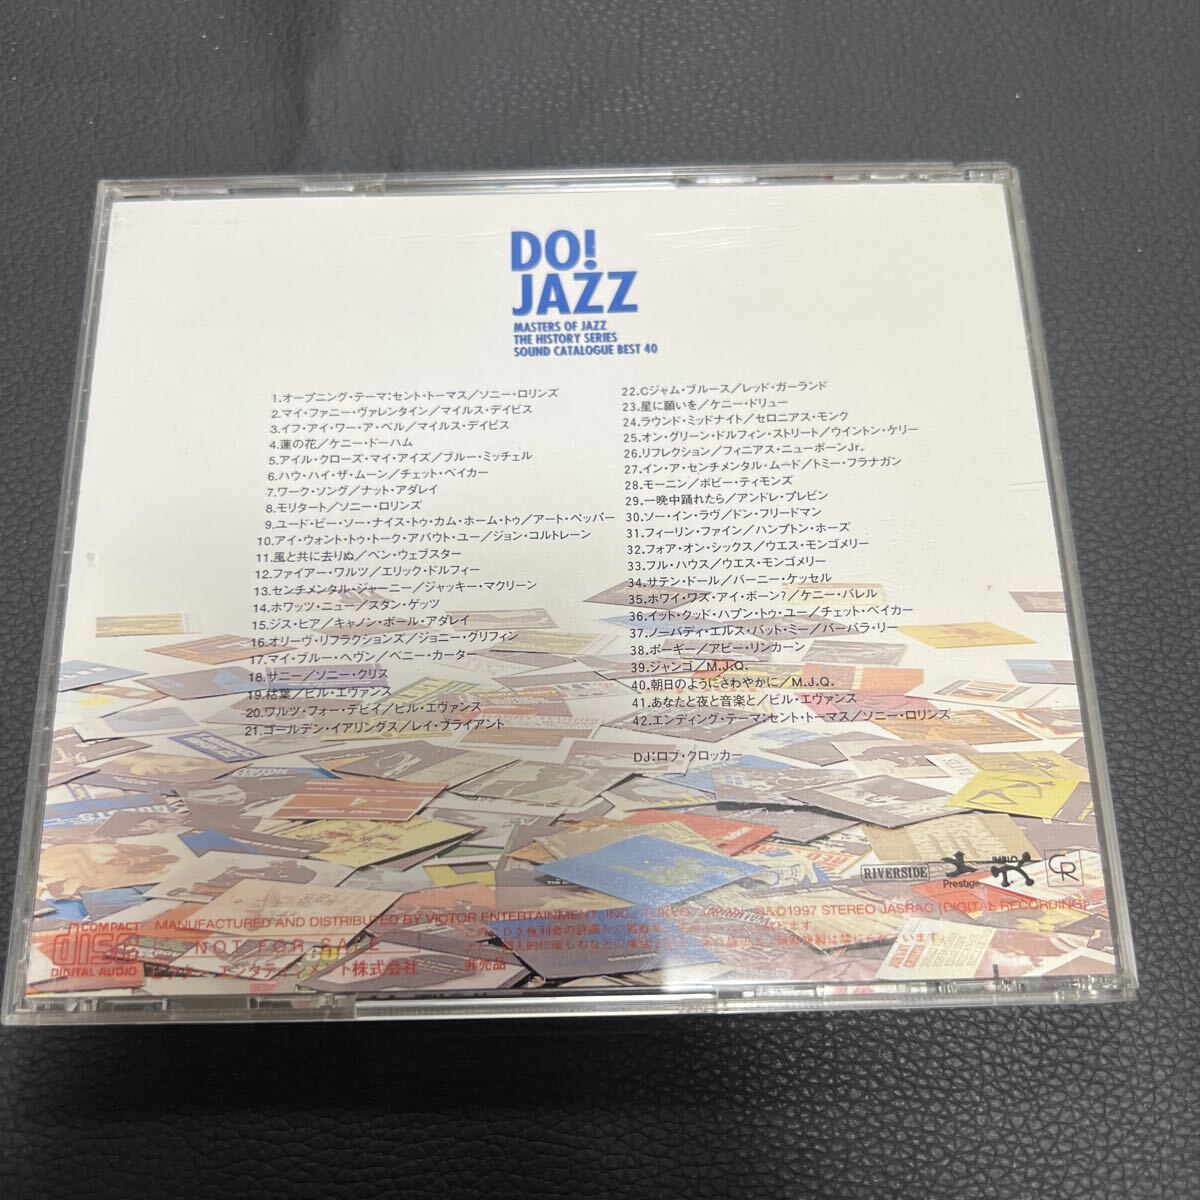 DO!
JAZZ
MASTERS OF JAZZ
THE HISTORY SERIES
SOUND CATALOGUE BEST 40
1.オープニング・テーマ:セント・トーマス/ソニー・ロリンズ
2.マイ・ファニー・ヴァレンタイン/マイルス・デイビス
3.イフ・アイ・ワー・ア・ベル/マイルス・デイビス
4.蓮の花/ケニー・ドーハム
5.アイル・クローズ・マイ・アイズ/ブルー・ミッチェル
6.ハウ・ハイ・ザ・ムーン/チェット・ベイカー
7.ワーク・ソング/ナット・アダレイ
8.モリタート/ソニー・ロリンズ
9.ユード・ビー・ソー・ナイス・トゥ・カム・ホーム・トゥ/アート・ペッパー
10.アイ・ウォント・トゥ・トーク・アバウト・ユー/ジョン・コルトレーン
11.風と共に去りぬ/ベン・ウェブスター
12.ファイアー・ワルツ/エリック・ドルフィー
13.センチメンタル・ジャーニー/ジャッキー・マクリーン
14.ホワッツ・ニュー/スタン・ゲッツ
15.ジス・ヒア/キャノン・ボール・アダレイ
16.オリーヴ・リフラクションズ/ジョニー・グリフィン
17.マイ・ブルー・ヘヴン/ベニー・カーター
18.サニー/ソニー・クリス
19.枯葉/ビル・エヴァンス
20.ワルツ・フォー・デビイ/ビル・エヴァンス
21.ゴールデン・イアリングス/レイ・ブライアント
22.Cジャム・ブルース/レッド・ガーランド
23.星に願いを/ケニー・ドリュー
24.ラウンド・ミッドナイト/セロニアス・モンク
25.オン・グリーン・ドルフィン・ストリート/ウイントン・ケリー
26.リフレクション/フィニアス・ニューボーンJr.
27.イン・ア・センチメンタル・ムード/トミー・フラナガン
28.モーニン/ボビー・ティモンズ
29.一晩中踊れたら/アンドレ・プレビン
30.ソー・イン・ラヴ/ドン・フリードマン
31.フィーリン・ファイン/ハンプトン・ホーズ
32.フォア・オン・シックス/ウエス・モンゴメリー
33.フル・ハウス/ウエス・モンゴメリー
34.サテン・ドール/バーニー・ケッセル
35.ホワイ・ワズ・アイ・ボーン?/ケニー・バレル
36.イット・クッド・ハプン・トゥ・ユー/チェット・ベイカー
37.ノーバディ・エルス・バット・ミー/バーバラ・リー
38.ポーギー/アビー・リンカーン
39.ジャンゴ/M.J.Q.
40.朝日のようにさわやかに/M.J.Q.
41.あなたと夜と音楽と/ビル・エヴァンス
42.エンディング・テーマ:セント・トーマス/ソニー・ロリンズ
DJ:ロブ・クロッカー
RIVERSIDE
Prestige
PABLO
CR
COMPACT
disc
DIGITAL AUDIO
MANUFACTURED AND DISTRIBUTED BY VICTOR ENTERTAINMENT, INC., TOKYO, JAPAN. ℗&©1997 STEREO JASRAC [DIGITAL RECORDING]
NOT FOR SALE
ビクターエンタテインメント株式会社
非売品